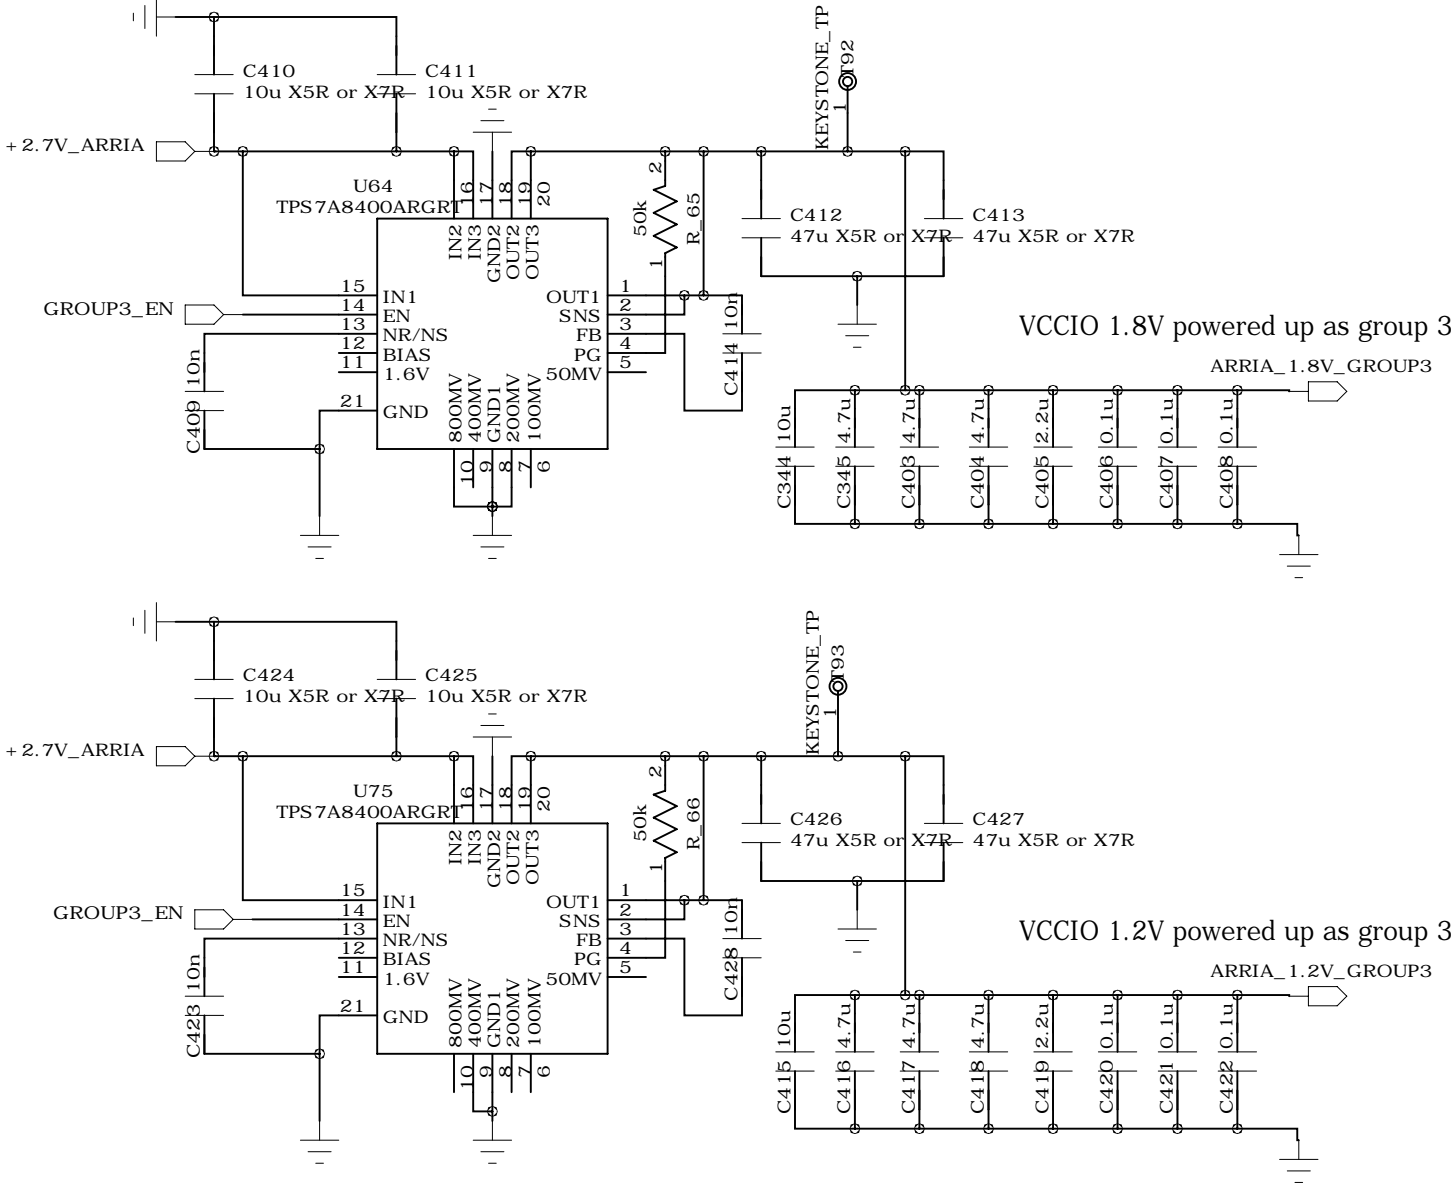 C410
10u X5R or X7R
C411
10u X5R or X7R
KEYSTONE_TP
T92
1
+2.7V_ARRIA
U64
TPS7A8400ARGRT
16
17
18
19
20
IN2
IN3
GND2
OUT2
OUT3
2
50k
R_65
1
C412
47u X5R or X7R
C413
47u X5R or X7R
15 IN1
GROUP3_EN
14 EN
13 NR/NS
12 BIAS
11 1.6V
21 GND
OUT1 1
SNS 2
FB 3
PG 4
50MV 5
10n
C414
10n
C409
800MV
400MV
GND1
200MV
100MV
10
9
8
7
6
VCCIO 1.8V powered up as group 3
ARRIA_1.8V_GROUP3
C344 10u
C345 4.7u
C403 4.7u
C404 4.7u
C405 2.2u
C406 0.1u
C407 0.1u
C408 0.1u
C424
10u X5R or X7R
C425
10u X5R or X7R
KEYSTONE_TP
T93
1
+2.7V_ARRIA
U75
TPS7A8400ARGRT
16
17
18
19
20
IN2
IN3
GND2
OUT2
OUT3
2
50k
R_66
1
C426
47u X5R or X7R
C427
47u X5R or X7R
15 IN1
GROUP3_EN
14 EN
13 NR/NS
12 BIAS
11 1.6V
21 GND
OUT1 1
SNS 2
FB 3
PG 4
50MV 5
10n
C428
10n
C423
800MV
400MV
GND1
200MV
100MV
10
9
8
7
6
VCCIO 1.2V powered up as group 3
ARRIA_1.2V_GROUP3
C415 10u
C416 4.7u
C417 4.7u
C418 4.7u
C419 2.2u
C420 0.1u
C421 0.1u
C422 0.1u